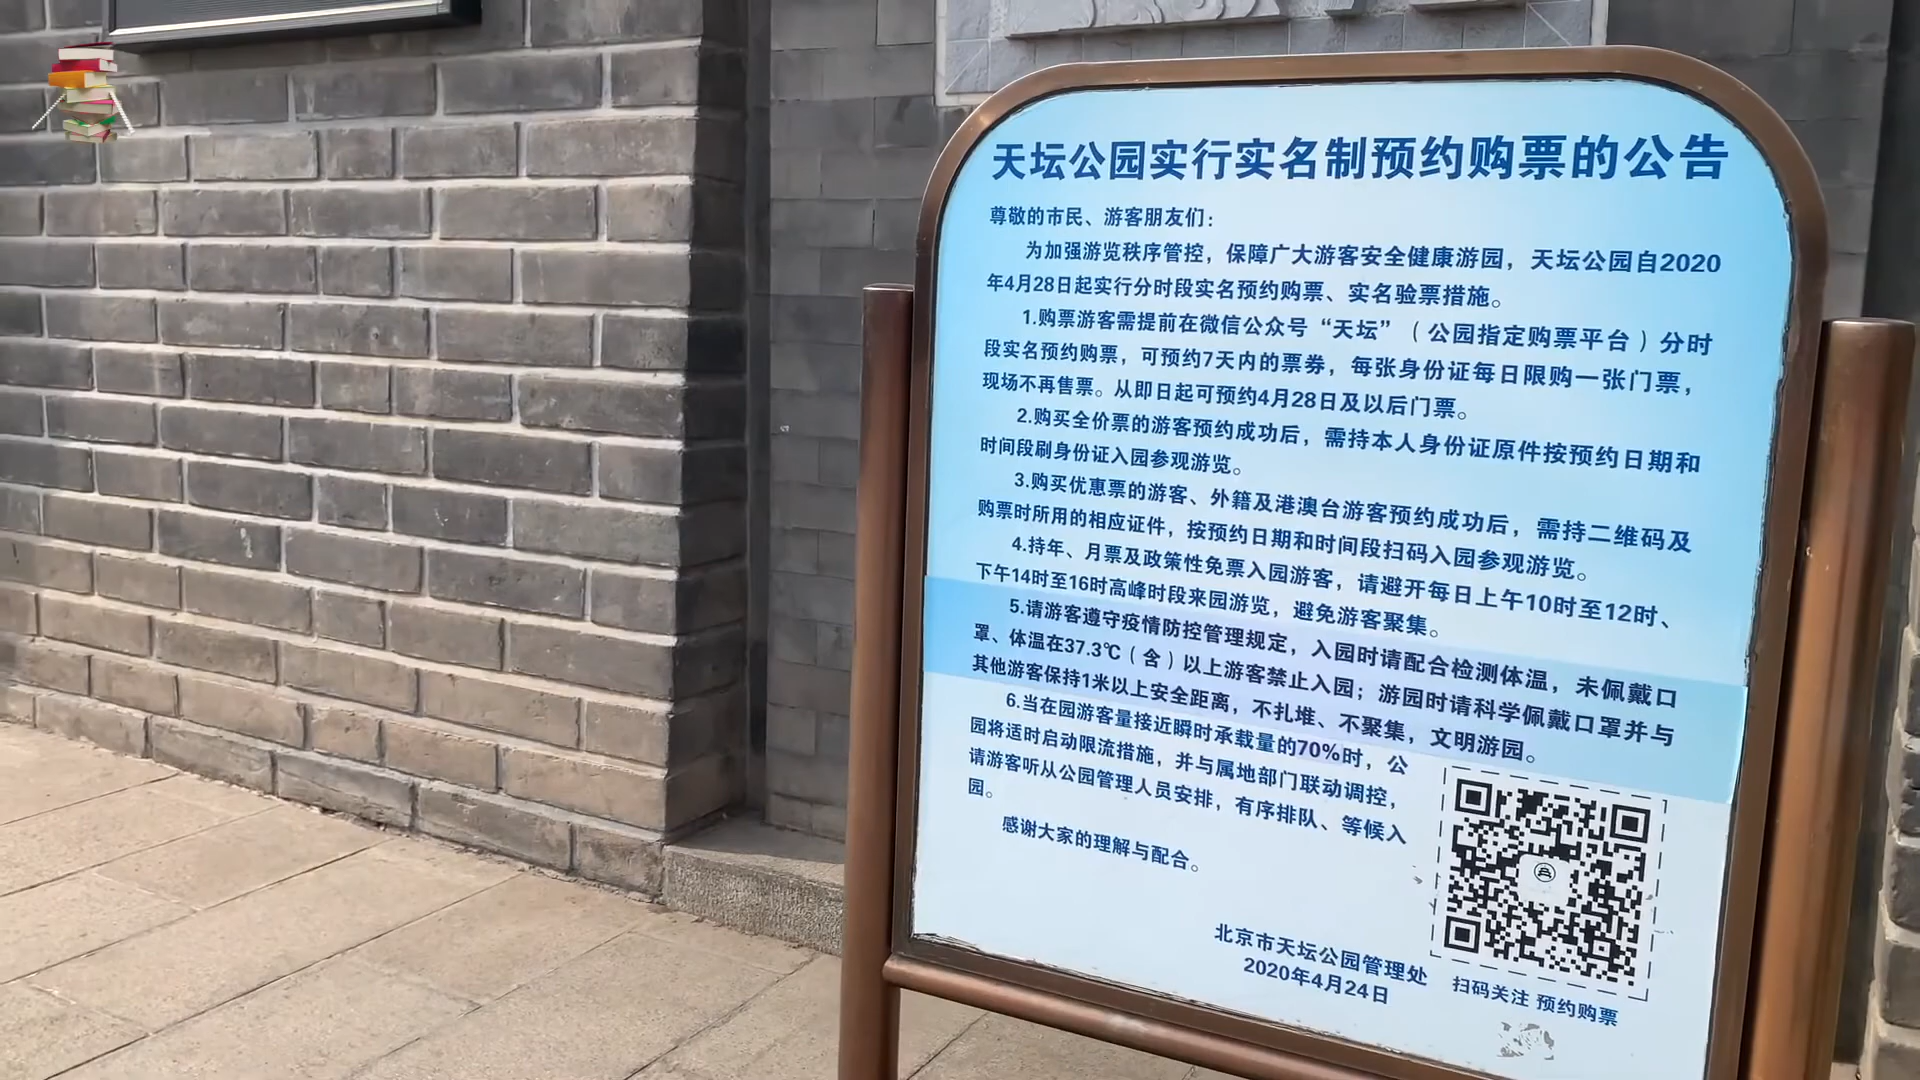 天坛公园实行实名制预约购票的公告
尊敬的市民、游客朋友们：
为加强游览秩序管控，保障广大游客安全健康游园，天坛公园自2020
年4月28日起实行分时段实名预约购票、实名验票措施。
1.购票游客需提前在微信公众号“天坛”（公园指定购票平台）分时
段实名预约购票，可预约7天内的票券，每张身份证每日限购一张门票，
现场不再售票。从即日起可预约4月28日及以后门票。
2.购买全价票的游客预约成功后，需持本人身份证原件按预约日期和
时间段刷身份证入园参观游览。
3.购买优惠票的游客、外籍及港澳台游客预约成功后，需持二维码及
购票时所用的相应证件，按预约日期和时间段扫码入园参观游览。
4.持年、月票及政策性免票入园游客，请避开每日上午10时至12时、
下午14时至16时高峰时段来园游览，避免游客聚集。
5.请游客遵守疫情防控管理规定，入园时请配合检测体温，未佩戴口
罩、体温在37.3℃（含）以上游客禁止入园；游园时请科学佩戴口罩并与
其他游客保持1米以上安全距离，不扎堆、不聚集，文明游园。
6.当在园游客量接近瞬时承载量的70%时，公
园将适时启动限流措施，并与属地部门联动调控，
请游客听从公园管理人员安排，有序排队、等候入
园。
感谢大家的理解与配合。
北京市天坛公园管理处
2020年4月24日
扫码关注 预约购票